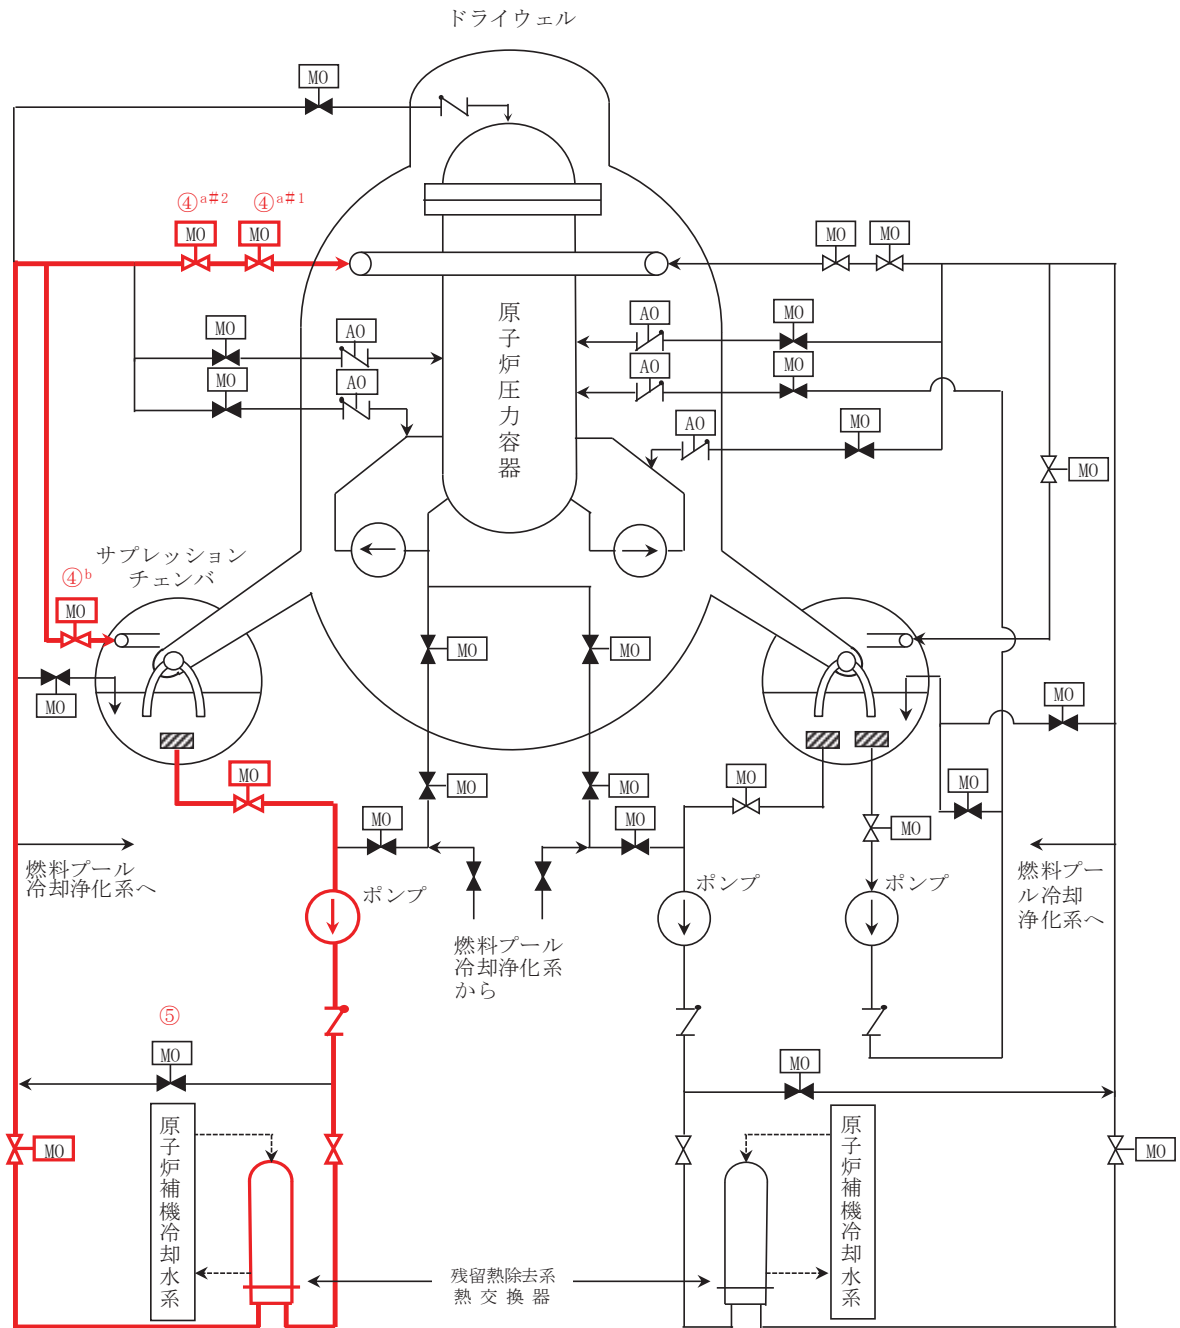 ドライウェル
MO
④a#2
④a#1
MO
MO
MO
MO
MO
AO
MO
AO
AO
MO
AO
MO
AO
MO
MO
原子炉圧力容器
サプレッション
チェンバ
④b
MO
MO
MO
MO
MO
MO
MO
MO
MO
MO
MO
MO
MO
MO
燃料プール
冷却浄化系へ
ポンプ
ポンプ
ポンプ
燃料プー
ル冷却
浄化系へ
燃料プール
冷却浄化系
から
⑤
MO
MO
MO
MO
原子炉補機冷却水系
原子炉補機冷却水系
残留熱除去系
熱交換器